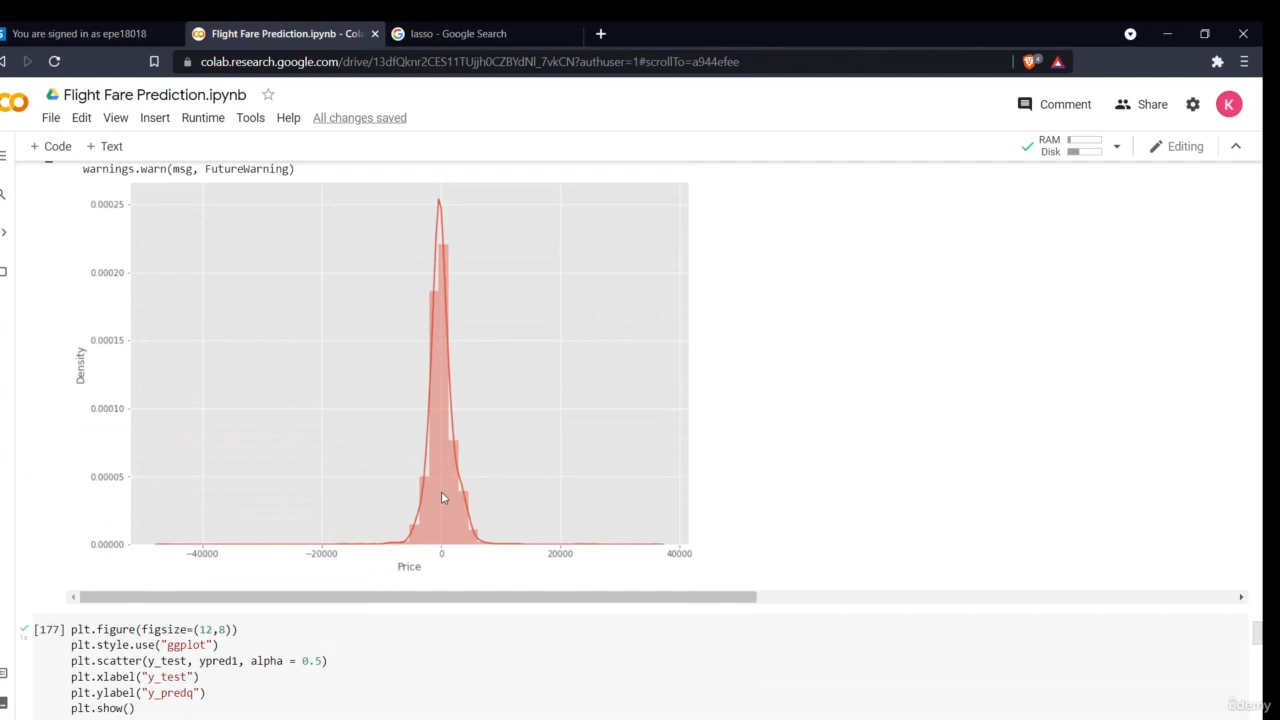 You are signed in as epe18018
Flight Fare Prediction.ipynb - Col
lasso - Google Search
colab.research.google.com/drive/13dfQknr2CES11TUjjh0CZBYdNl_7vkCN?authuser=1#scrollTo=a944efee
Flight Fare Prediction.ipynb
File Edit View Insert Runtime Tools Help All changes saved
Comment Share K
+ Code + Text
RAM
Disk
Editing
warnings.warn(msg, FutureWarning)
0.00025
0.00020
0.00015
0.00010
0.00005
0.00000
Density
−40000 −20000 0 20000 40000
Price
[177] plt.figure(figsize=(12,8))
1s
plt.style.use("ggplot")
plt.scatter(y_test, ypred1, alpha = 0.5)
plt.xlabel("y_test")
plt.ylabel("y_predq")
plt.show()
ûdemy